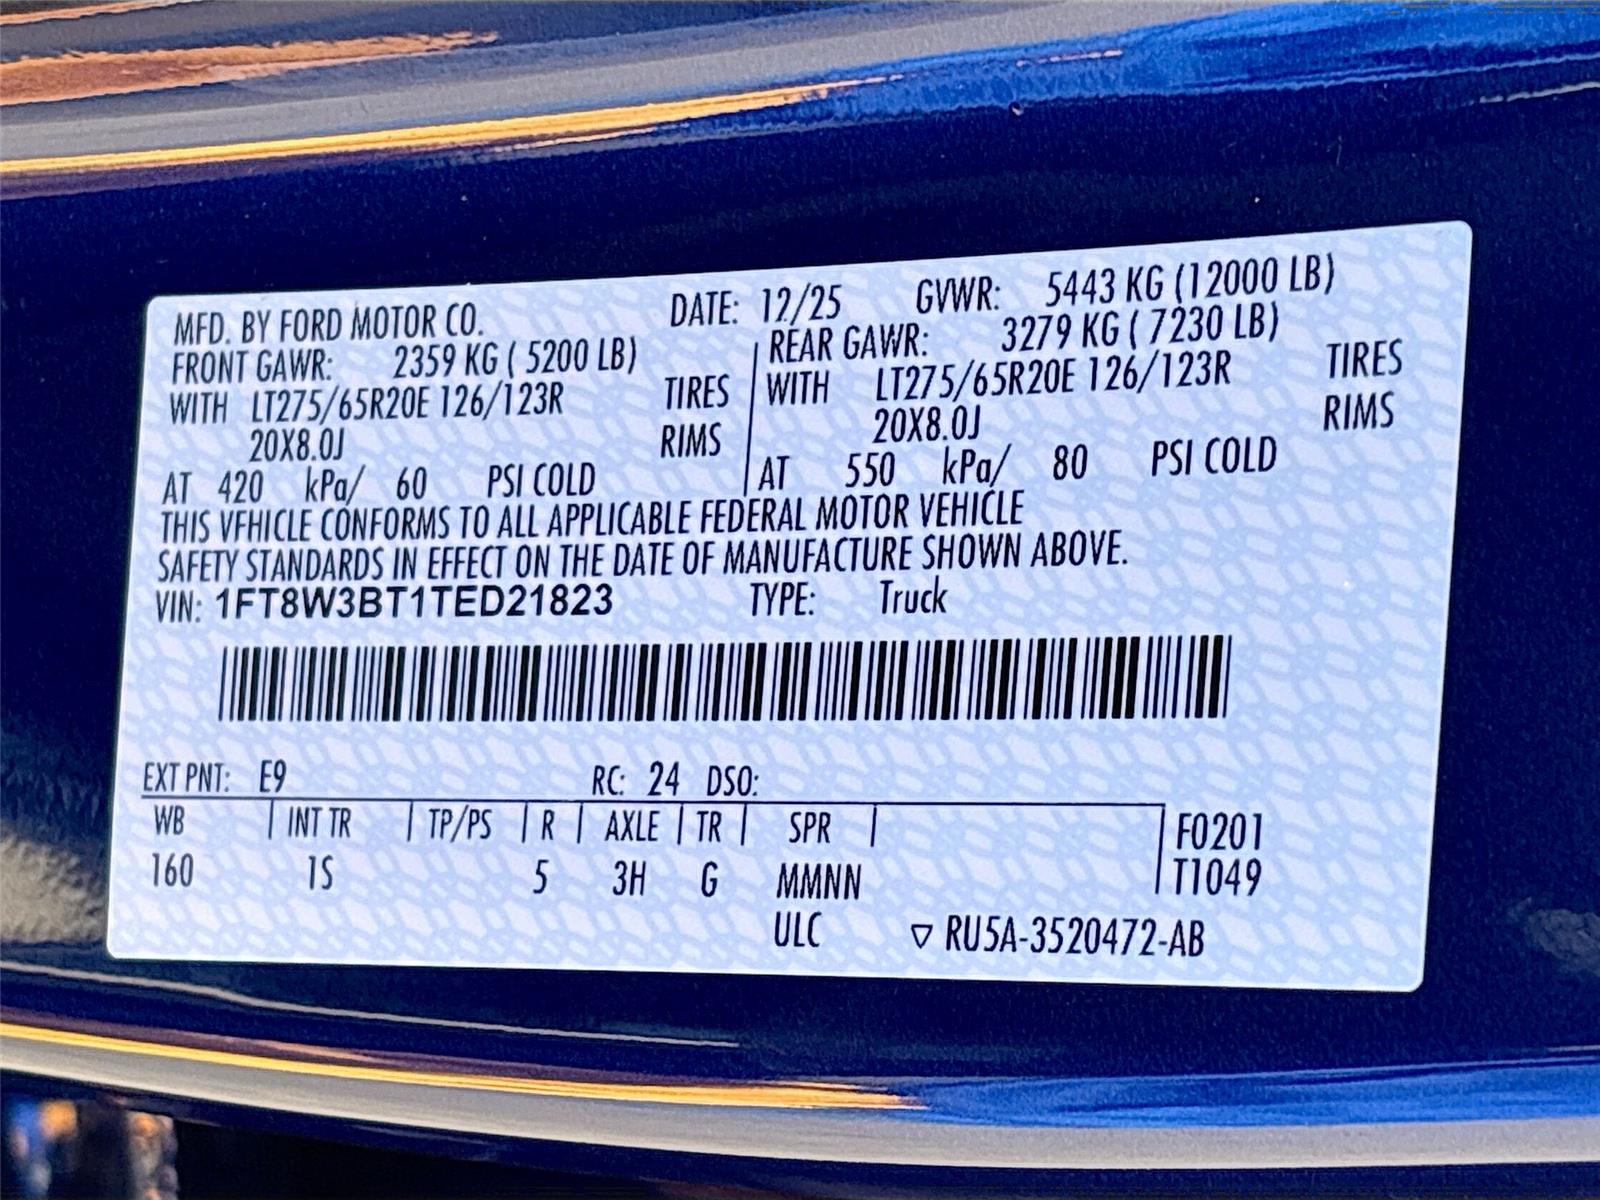 MFD. BY FORD MOTOR CO. DATE: 12/25 GVWR: 5443 KG (12000 LB)
FRONT GAWR: 2359 KG ( 5200 LB) REAR GAWR: 3279 KG ( 7230 LB)
WITH LT275/65R20E 126/123R TIRES WITH LT275/65R20E 126/123R TIRES
20X8.0J RIMS 20X8.0J RIMS
AT 420 kPa/ 60 PSI COLD AT 550 kPa/ 80 PSI COLD
THIS VEHICLE CONFORMS TO ALL APPLICABLE FEDERAL MOTOR VEHICLE
SAFETY STANDARDS IN EFFECT ON THE DATE OF MANUFACTURE SHOWN ABOVE.
VIN: 1FT8W3BT1TED21823 TYPE: Truck
EXT PNT: E9 RC: 24 DSO:
WB | INT TR | TP/PS | R | AXLE | TR | SPR | F0201
160 1S 5 3H G MMNN T1049
ULC ▽ RU5A-3520472-AB